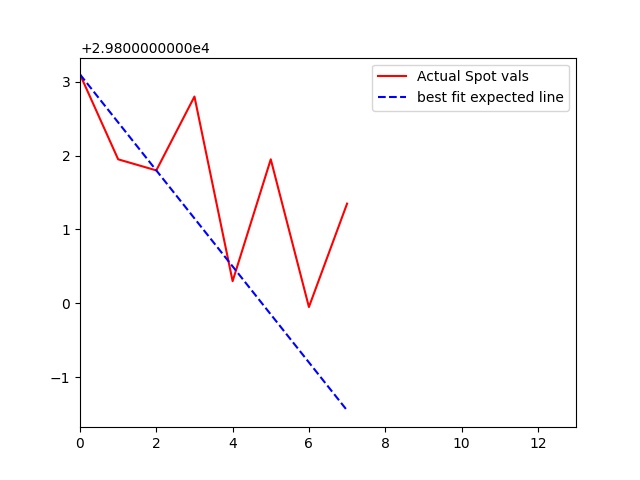 +2.9800000000e4
Actual Spot vals
best fit expected line
3
2
1
0
−1
0 2 4 6 8 10 12